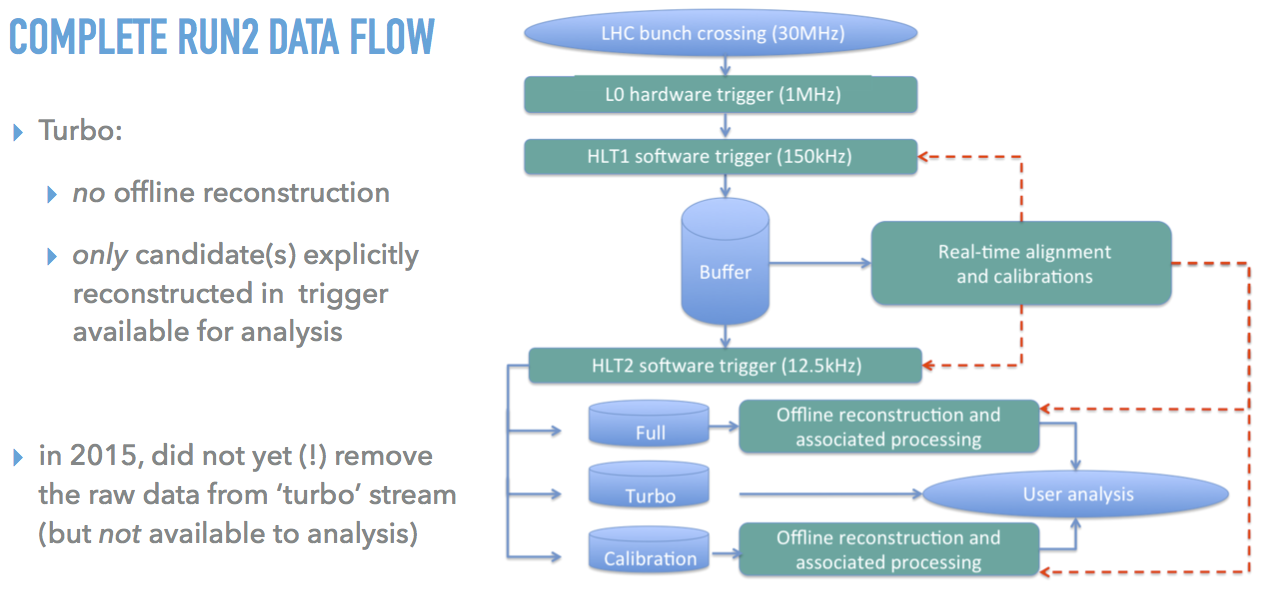 COMPLETE RUN2 DATA FLOW
Turbo:
no offline reconstruction
only candidate(s) explicitly
reconstructed in trigger
available for analysis
in 2015, did not yet (!) remove
the raw data from ‘turbo’ stream
(but not available to analysis)
LHC bunch crossing (30MHz)
L0 hardware trigger (1MHz)
HLT1 software trigger (150kHz)
Buffer
Real-time alignment
and calibrations
HLT2 software trigger (12.5kHz)
Full
Offline reconstruction and
associated processing
Turbo
User analysis
Calibration
Offline reconstruction and
associated processing